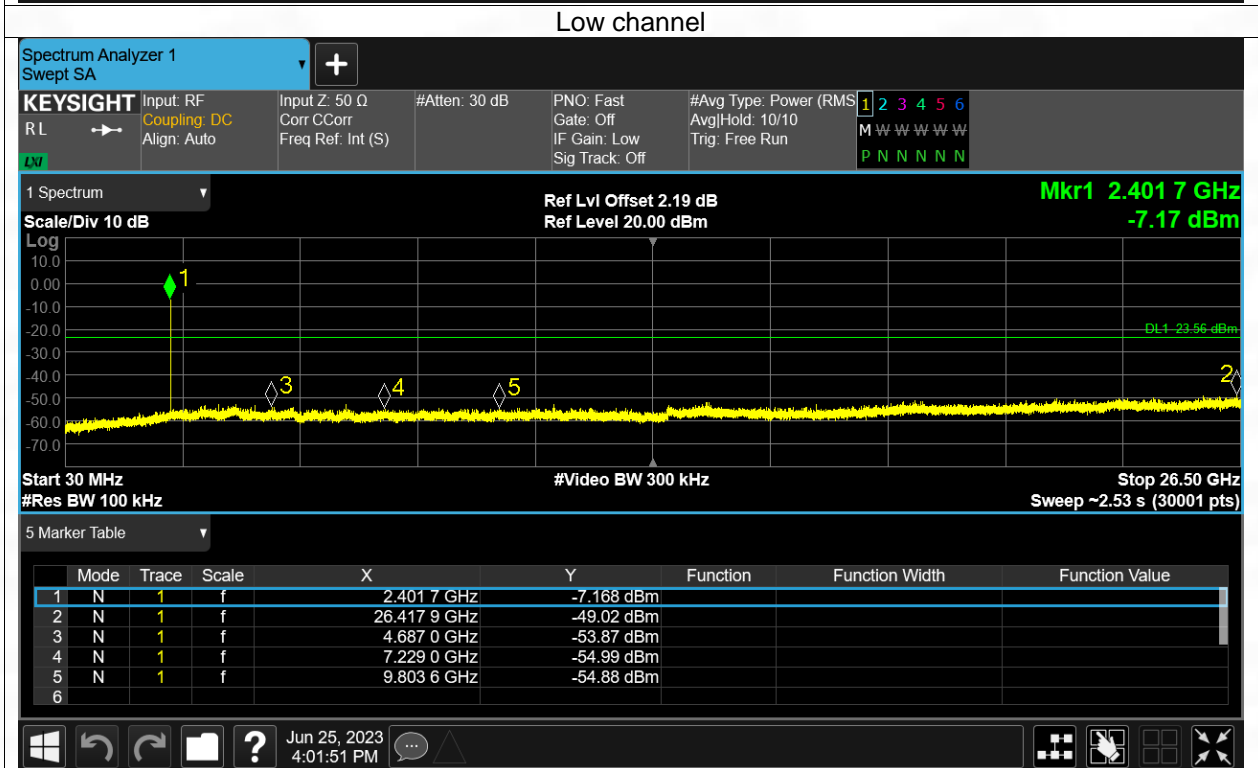 Low channel
Spectrum Analyzer 1
Swept SA
KEYSIGHT Input: RF Input Z: 50 Ω #Atten: 30 dB PNO: Fast #Avg Type: Power (RMS 1 2 3 4 5 6
RL Coupling: DC Corr CCorr Gate: Off Avg|Hold: 10/10 M W W W W W
Align: Auto Freq Ref: Int (S) IF Gain: Low Trig: Free Run
LXI Sig Track: Off P N N N N N
1 Spectrum Ref Lvl Offset 2.19 dB Mkr1 2.401 7 GHz
Scale/Div 10 dB Ref Level 20.00 dBm -7.17 dBm
Log
10.0
0.00 1
-10.0
-20.0 DL1 -23.56 dBm
-30.0
-40.0 3 4 5 2
-50.0
-60.0
-70.0
Start 30 MHz #Video BW 300 kHz Stop 26.50 GHz
#Res BW 100 kHz Sweep ~2.53 s (30001 pts)
5 Marker Table
Mode Trace Scale X Y Function Function Width Function Value
1 N 1 f 2.401 7 GHz -7.168 dBm
2 N 1 f 26.417 9 GHz -49.02 dBm
3 N 1 f 4.687 0 GHz -53.87 dBm
4 N 1 f 7.229 0 GHz -54.99 dBm
5 N 1 f 9.803 6 GHz -54.88 dBm
6
? Jun 25, 2023
4:01:51 PM